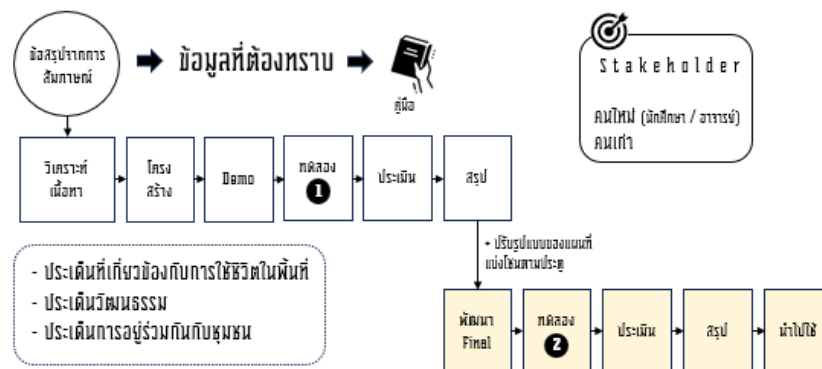 ข้อสรุปจากการ
สัมภาษณ์
ข้อมูลที่ต้องทราบ
คู่มือ
Stakeholder
คนใหม่ (นักศึกษา / อาจารย์)
คนเก่า
วิเคราะห์
เนื้อหา
โครง
สร้าง
Demo
ทดลอง
1
ประเมิน
สรุป
+ ปรับรูปแบบของแผนที่
แบ่งโซนตามประตู
- ประเด็นที่เกี่ยวข้องกับการใช้ชีวิตในพื้นที่
- ประเด็นวัฒนธรรม
- ประเด็นการอยู่ร่วมกันกับชุมชน
พัฒนา
Final
ทดลอง
2
ประเมิน
สรุป
นำไปใช้